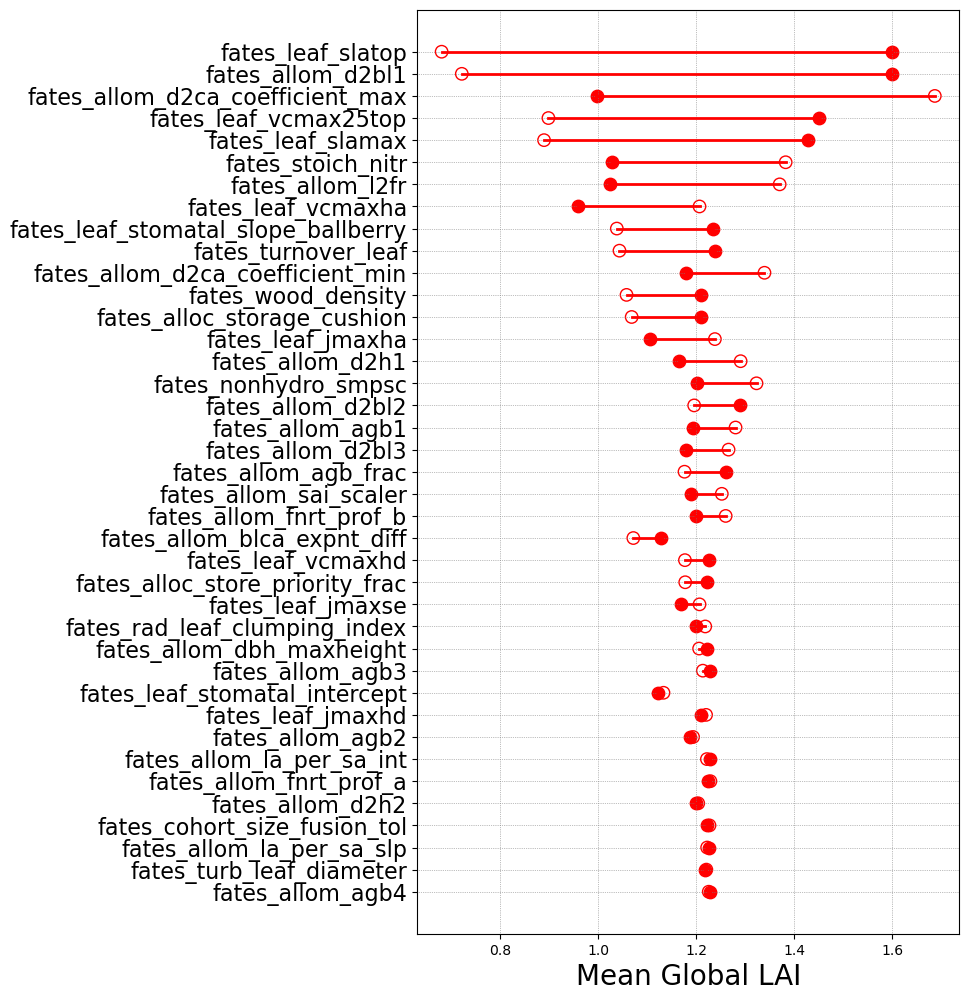 fates_leaf_slatop
fates_allom_d2bl1
fates_allom_d2ca_coefficient_max
fates_leaf_vcmax25top
fates_leaf_slamax
fates_stoich_nitr
fates_allom_l2fr
fates_leaf_vcmaxha
fates_leaf_stomatal_slope_ballberry
fates_turnover_leaf
fates_allom_d2ca_coefficient_min
fates_wood_density
fates_alloc_storage_cushion
fates_leaf_jmaxha
fates_allom_d2h1
fates_nonhydro_smpsc
fates_allom_d2bl2
fates_allom_agb1
fates_allom_d2bl3
fates_allom_agb_frac
fates_allom_sai_scaler
fates_allom_fnrt_prof_b
fates_allom_blca_expnt_diff
fates_leaf_vcmaxhd
fates_alloc_store_priority_frac
fates_leaf_jmaxse
fates_rad_leaf_clumping_index
fates_allom_dbh_maxheight
fates_allom_agb3
fates_leaf_stomatal_intercept
fates_leaf_jmaxhd
fates_allom_agb2
fates_allom_la_per_sa_int
fates_allom_fnrt_prof_a
fates_allom_d2h2
fates_cohort_size_fusion_tol
fates_allom_la_per_sa_slp
fates_turb_leaf_diameter
fates_allom_agb4
0.8 1.0 1.2 1.4 1.6
Mean Global LAI